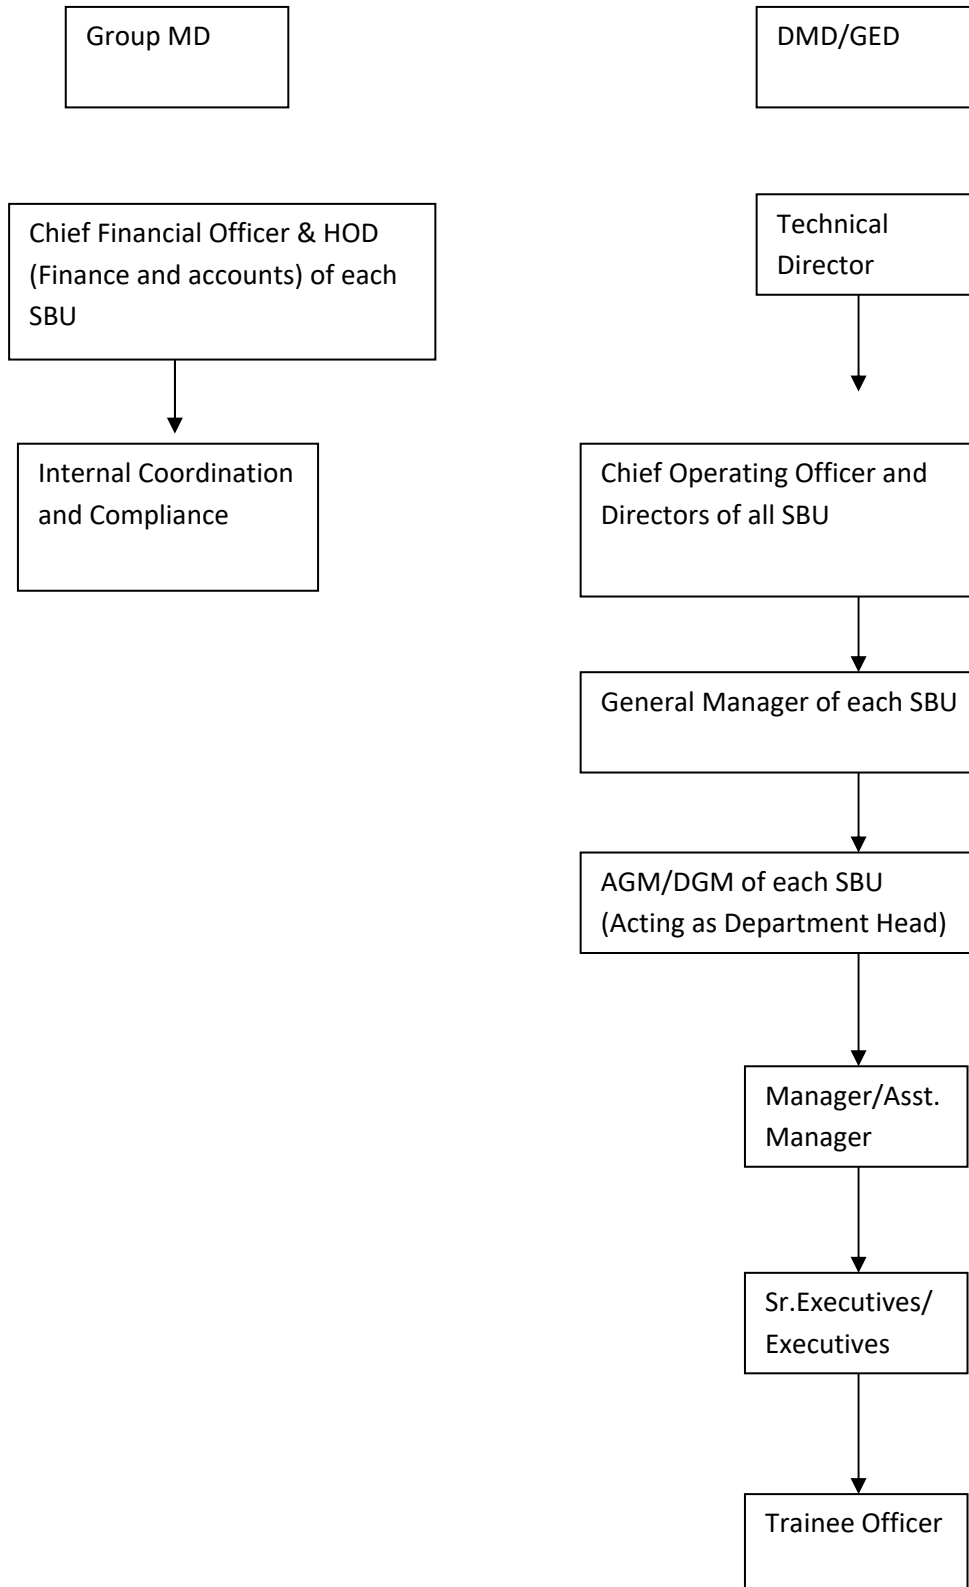 Group MD
DMD/GED
Chief Financial Officer & HOD
(Finance and accounts) of each
SBU
Technical
Director
Internal Coordination
and Compliance
Chief Operating Officer and
Directors of all SBU
General Manager of each SBU
AGM/DGM of each SBU
(Acting as Department Head)
Manager/Asst.
Manager
Sr.Executives/
Executives
Trainee Officer